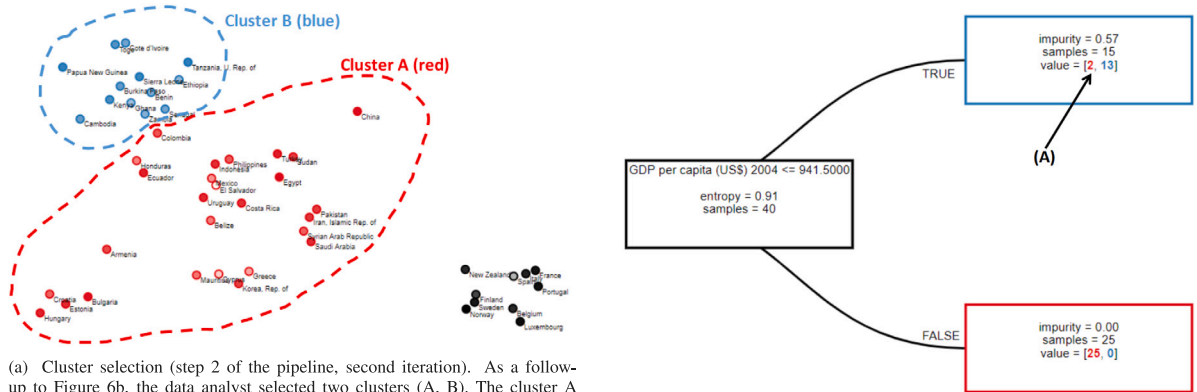 Cluster B (blue)
Cote d'Ivoire
Togo
Papua New Guinea
Tanzania, U. Rep. of
Sierra Leone
Ethiopia
Burkina Faso
Benin
Kenya
Ghana
Senegal
Zambia
Cambodia
Cluster A (red)
China
Colombia
Honduras
Ecuador
Philippines
Indonesia
Turkey
Sudan
Mexico
El Salvador
Egypt
Uruguay
Costa Rica
Belize
Pakistan
Iran, Islamic Rep. of
Syrian Arab Republic
Saudi Arabia
Armenia
Mauritius
Cyprus
Greece
Korea, Rep. of
Croatia
Estonia
Bulgaria
Hungary
New Zealand
Spain
Italy
France
Portugal
Finland
Sweden
Norway
Belgium
Luxembourg
(a) Cluster selection (step 2 of the pipeline, second iteration). As a follow-
up to Figure 6b, the data analyst selected two clusters (A, B). The cluster A
GDP per capita (US$) 2004 <= 941.5000
entropy = 0.91
samples = 40
TRUE
impurity = 0.57
samples = 15
value = [2, 13]
(A)
FALSE
impurity = 0.00
samples = 25
value = [25, 0]